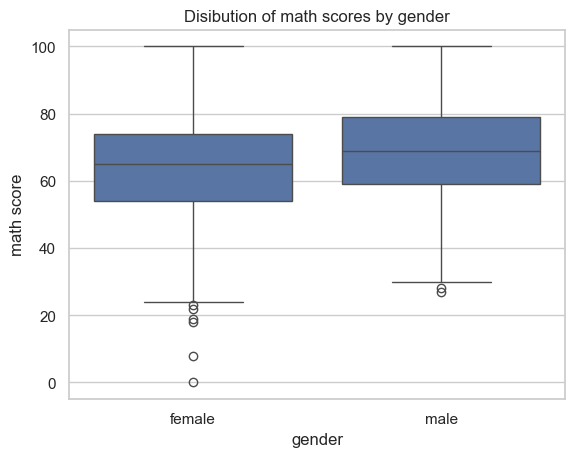 Disibution of math scores by gender
100
80
60
40
20
0
math score
female
male
gender